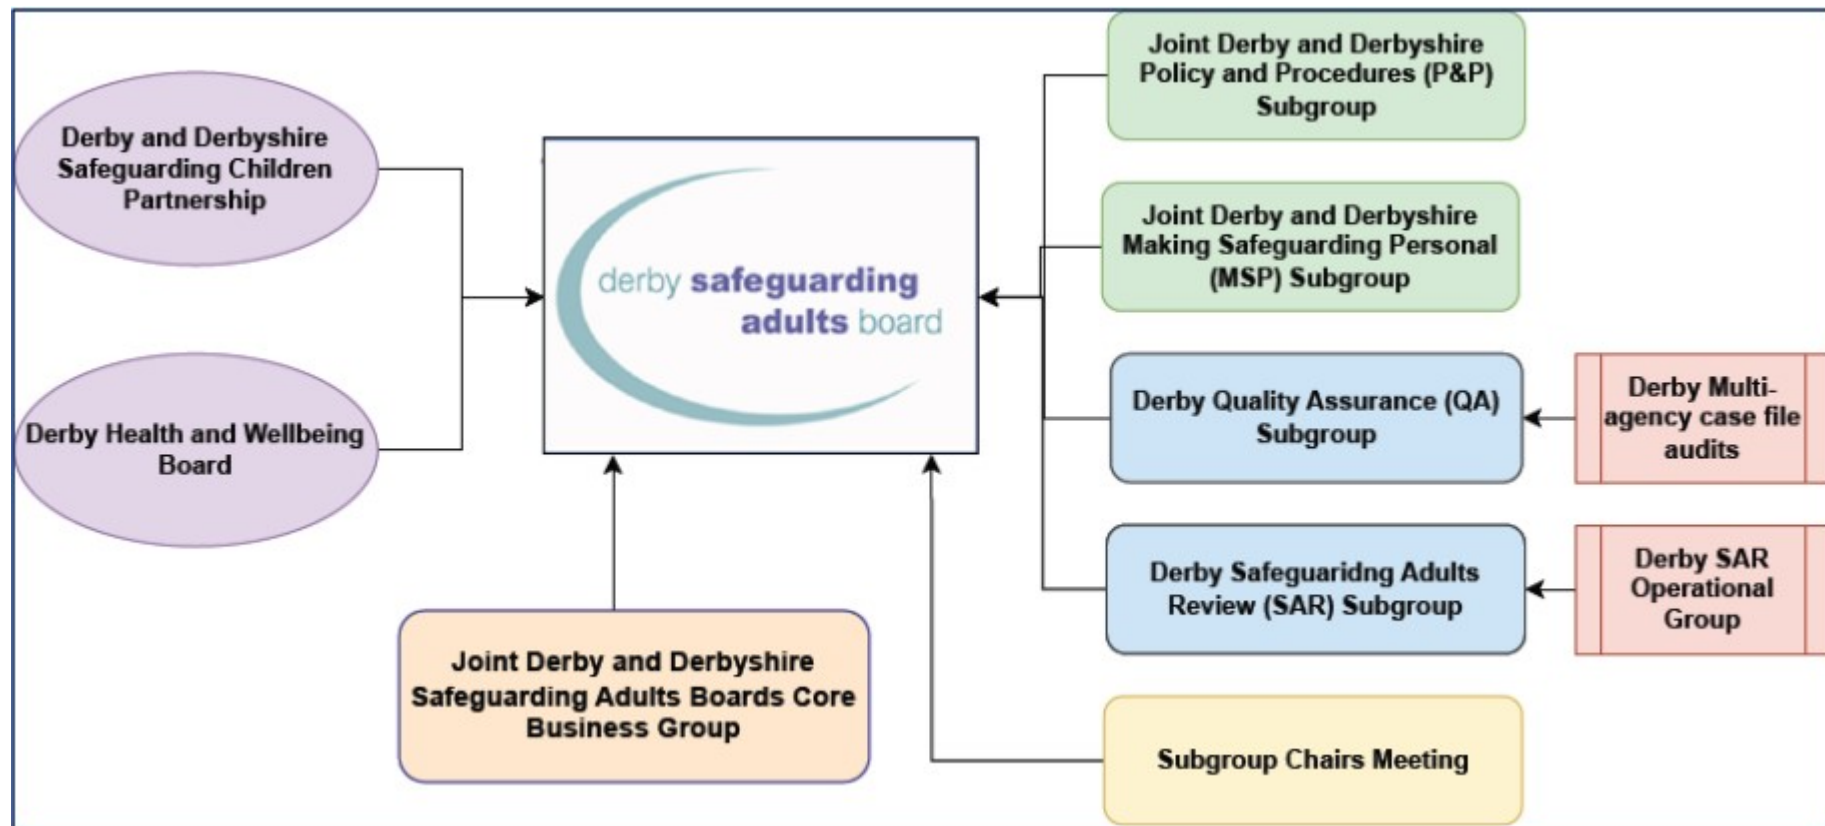 Derby and Derbyshire
Safeguarding Children
Partnership
Derby Health and Wellbeing
Board
derby safeguarding
adults board
Joint Derby and Derbyshire
Safeguarding Adults Boards Core
Business Group
Joint Derby and Derbyshire
Policy and Procedures (P&P)
Subgroup
Joint Derby and Derbyshire
Making Safeguarding Personal
(MSP) Subgroup
Derby Quality Assurance (QA)
Subgroup
Derby Multi-
agency case file
audits
Derby Safeguaridng Adults
Review (SAR) Subgroup
Derby SAR
Operational
Group
Subgroup Chairs Meeting